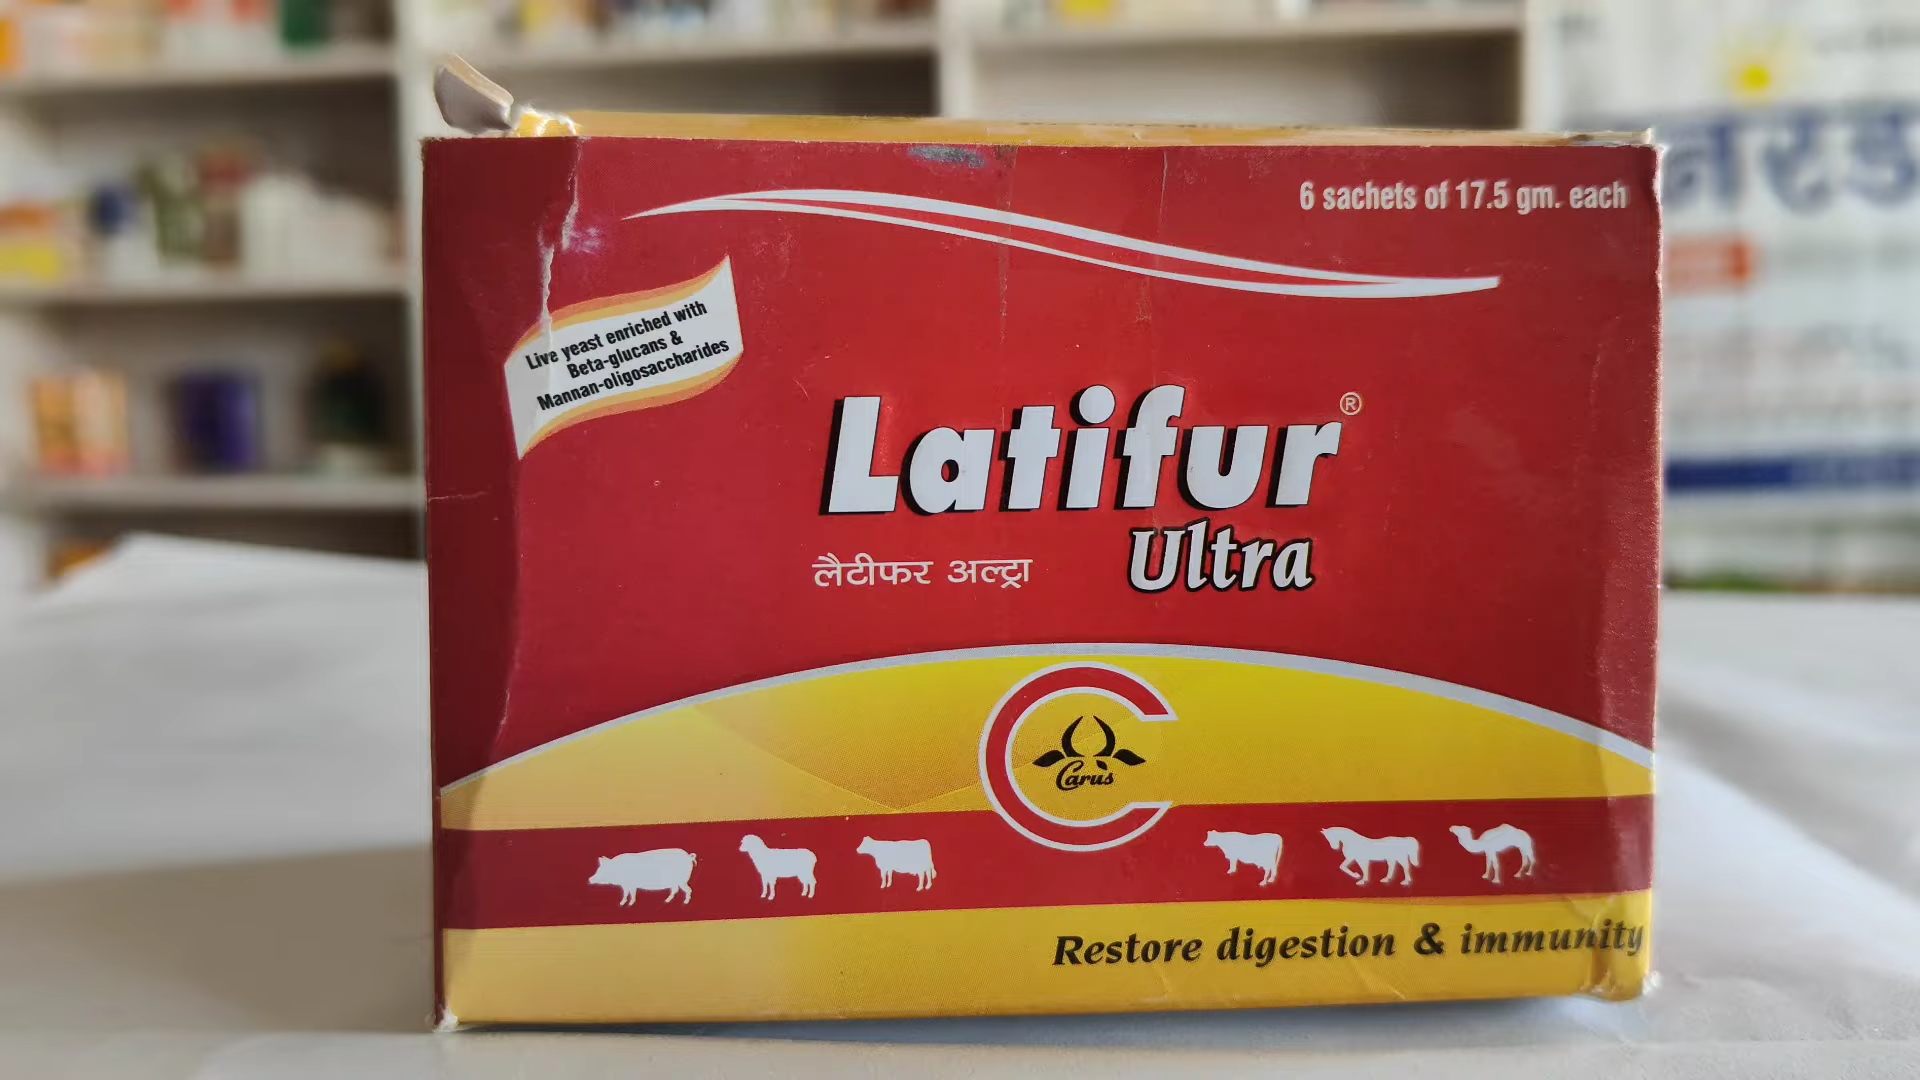 6 sachets of 17.5 gm. each
Live yeast enriched with
Beta-glucans &
Mannan-oligosaccharides
Latifur®
लैटीफर अल्ट्रा
Ultra
Carus
Restore digestion & immunity
नरड